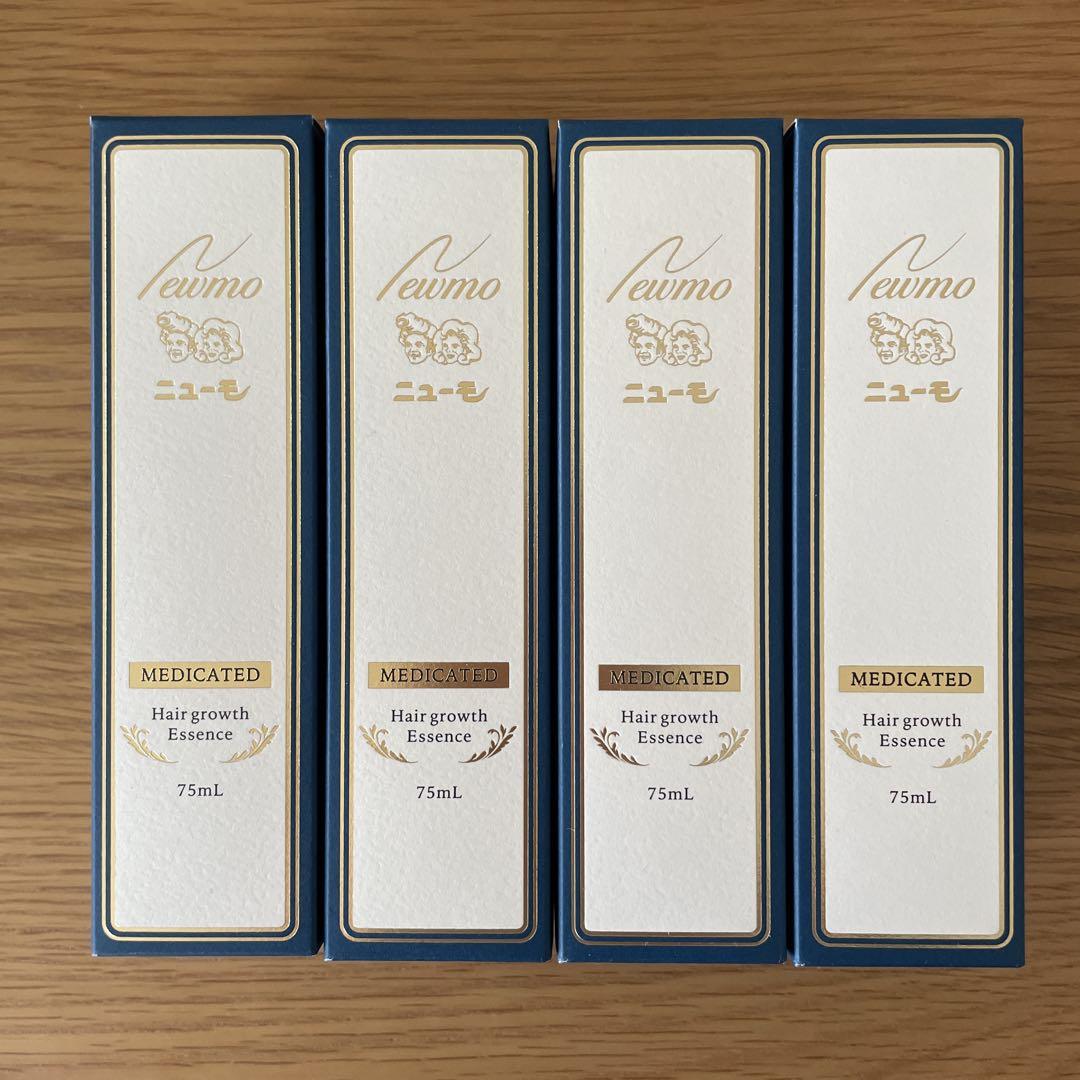 Newmo
ニューモ
MEDICATED
Hair growth
Essence
75mL
Newmo
ニューモ
MEDICATED
Hair growth
Essence
75mL
Newmo
ニューモ
MEDICATED
Hair growth
Essence
75mL
Newmo
ニューモ
MEDICATED
Hair growth
Essence
75mL